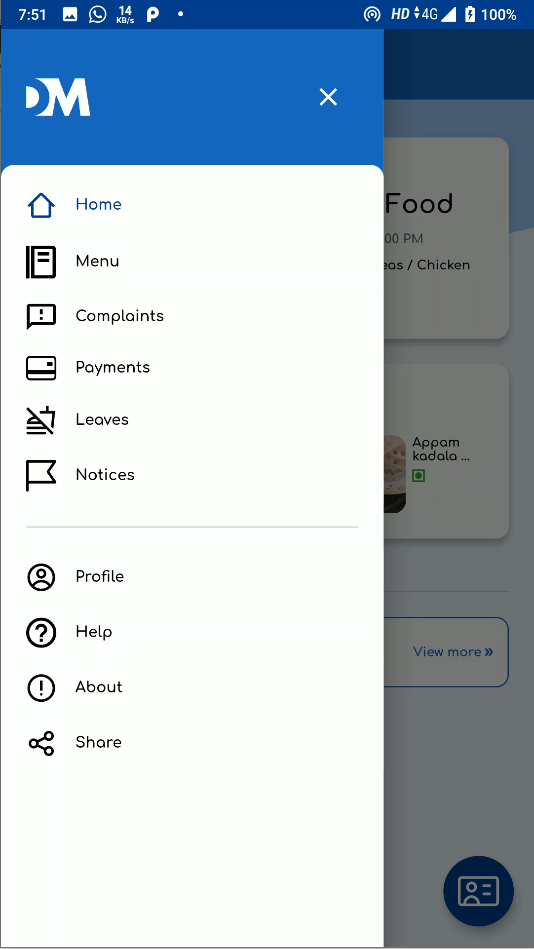 7:51 14 KB/s HD 4G 100%
DM
Home
Menu
Complaints
Payments
Leaves
Notices
Profile
Help
About
Share
Food
00 PM
eas / Chicken
Appam
kadala ...
View more »